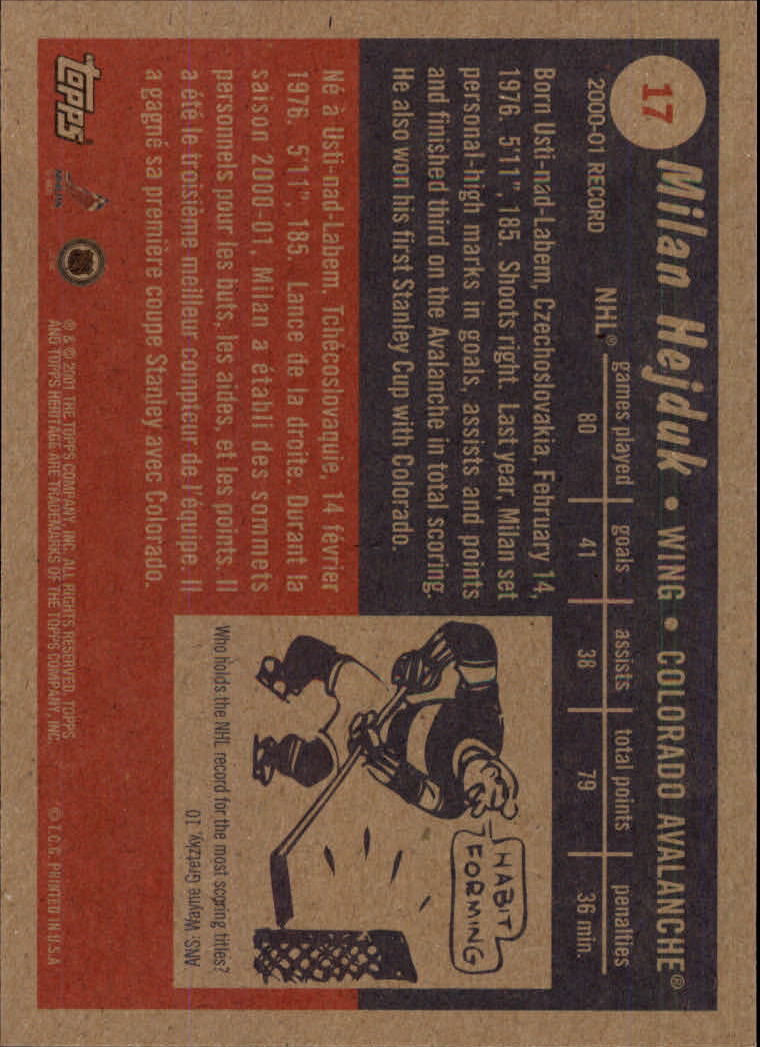 17
Milan Hejduk • WING • COLORADO AVALANCHE®
2000-01 RECORD
games played goals assists total points penalties
NHL® 80 41 38 79 36 min.
Born Usti-nad-Labem, Czechoslovakia, February 14,
1976. 5'11", 185. Shoots right. Last year, Milan set
personal-high marks in goals, assists and points
and finished third on the Avalanche in total scoring.
He also won his first Stanley Cup with Colorado.
Né à Usti-nad-Labem, Tchécoslovaquie, 14 février
1976. 5'11", 185. Lance de la droite. Durant la
saison 2000-01, Milan a établi des sommets
personnels pour les buts, les aides, et les points. Il
a été le troisième meilleur compteur de l'équipe. Il
a gagné sa première coupe Stanley avec Colorado.
HABIT
FORMING
Who holds the NHL record for the most scoring titles?
ANS: Wayne Gretzky, 10
topps
® & © 2001 THE TOPPS COMPANY, INC. ALL RIGHTS RESERVED. TOPPS
AND TOPPS HERITAGE ARE TRADEMARKS OF THE TOPPS COMPANY, INC.
© T.C.G. PRINTED IN U.S.A